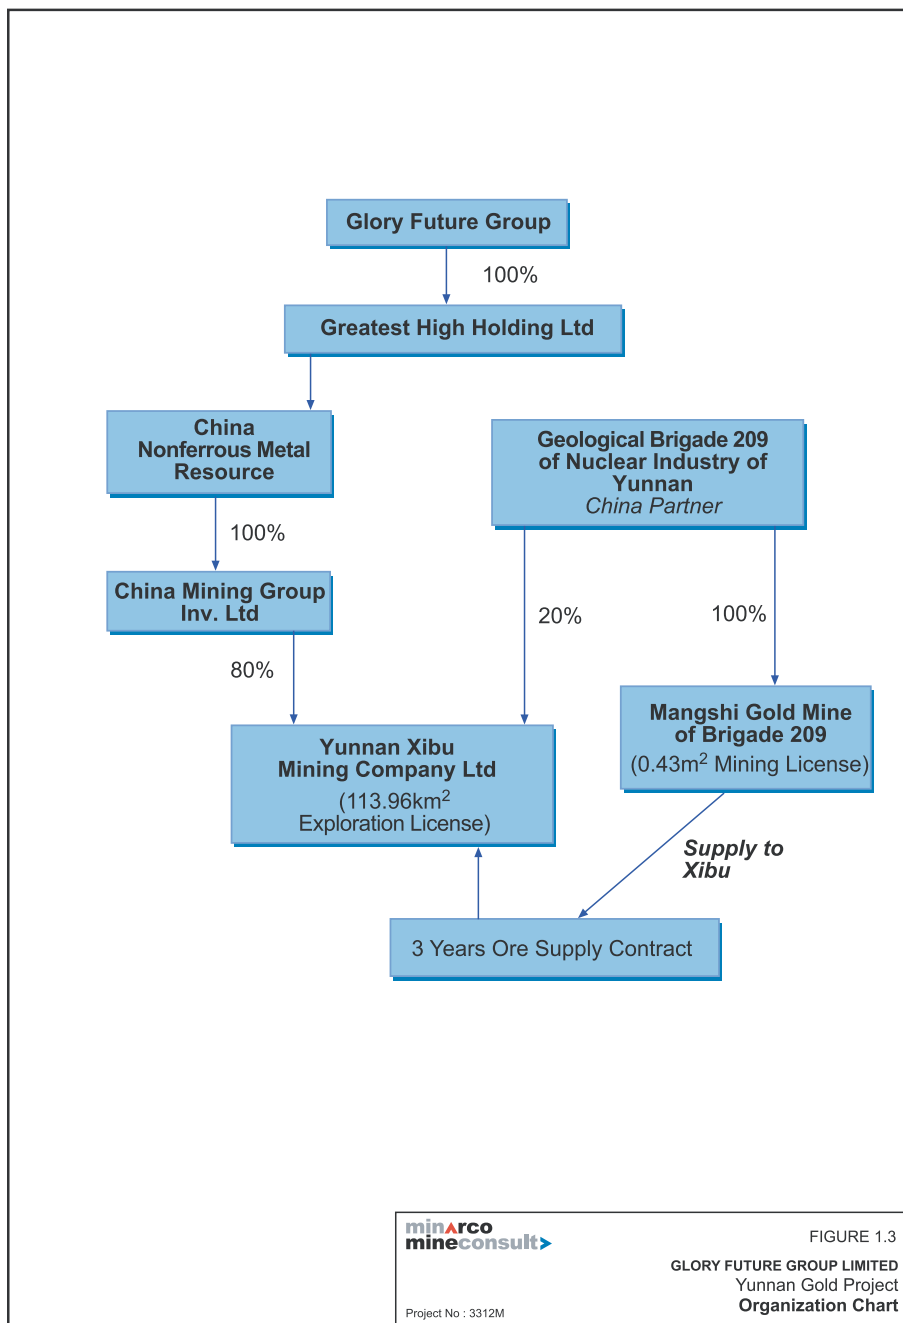 Glory Future Group
100%
Greatest High Holding Ltd
China
Nonferrous Metal
Resource
Geological Brigade 209
of Nuclear Industry of
Yunnan
China Partner
100%
China Mining Group
Inv. Ltd
20%
100%
80%
Yunnan Xibu
Mining Company Ltd
(113.96km²
Exploration License)
Mangshi Gold Mine
of Brigade 209
(0.43m² Mining License)
Supply to
Xibu
3 Years Ore Supply Contract
minarco
mineconsult
FIGURE 1.3
GLORY FUTURE GROUP LIMITED
Yunnan Gold Project
Organization Chart
Project No : 3312M